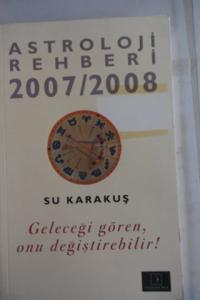 ASTROLOJİ
REHBERİ
2007/2008
SU KARAKUŞ
Geleceği gören,
onu değiştirebilir!